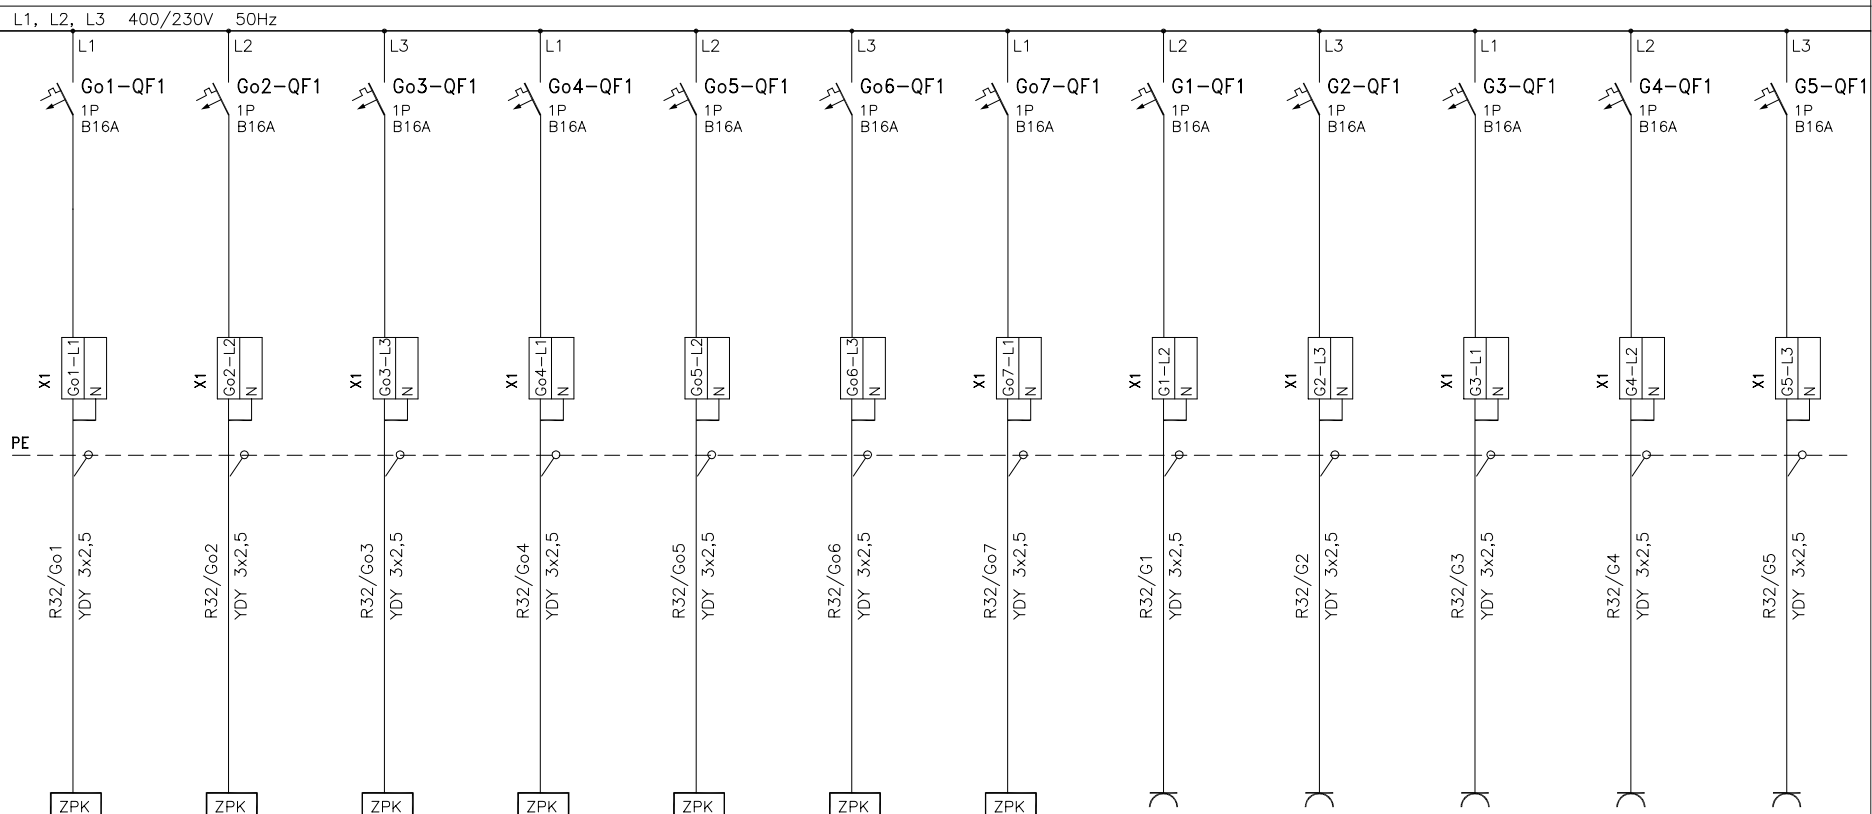 L1, L2, L3 400/230V 50Hz
L1 L2 L3 L1 L2 L3 L1 L2 L3 L1 L2 L3
Go1-QF1 Go2-QF1 Go3-QF1 Go4-QF1 Go5-QF1 Go6-QF1 Go7-QF1 G1-QF1 G2-QF1 G3-QF1 G4-QF1 G5-QF1
1P 1P 1P 1P 1P 1P 1P 1P 1P 1P 1P 1P
B16A B16A B16A B16A B16A B16A B16A B16A B16A B16A B16A B16A
X1 Go1-L1 N
X1 Go2-L2 N
X1 Go3-L3 N
X1 Go4-L1 N
Go5-L2 N
Go6-L3 N
X1 Go7-L1 N
X1 G1-L2 N
X1 G2-L3 N
X1 G3-L1 N
X1 G4-L2 N
X1 G5-L3 N
PE
R32/Go1
YDY 3x2,5
R32/Go2
YDY 3x2,5
R32/Go3
YDY 3x2,5
R32/Go4
YDY 3x2,5
R32/Go5
YDY 3x2,5
R32/Go6
YDY 3x2,5
R32/Go7
YDY 3x2,5
R32/G1
YDY 3x2,5
R32/G2
YDY 3x2,5
R32/G3
YDY 3x2,5
R32/G4
YDY 3x2,5
R32/G5
YDY 3x2,5
ZPK ZPK ZPK ZPK ZPK ZPK ZPK